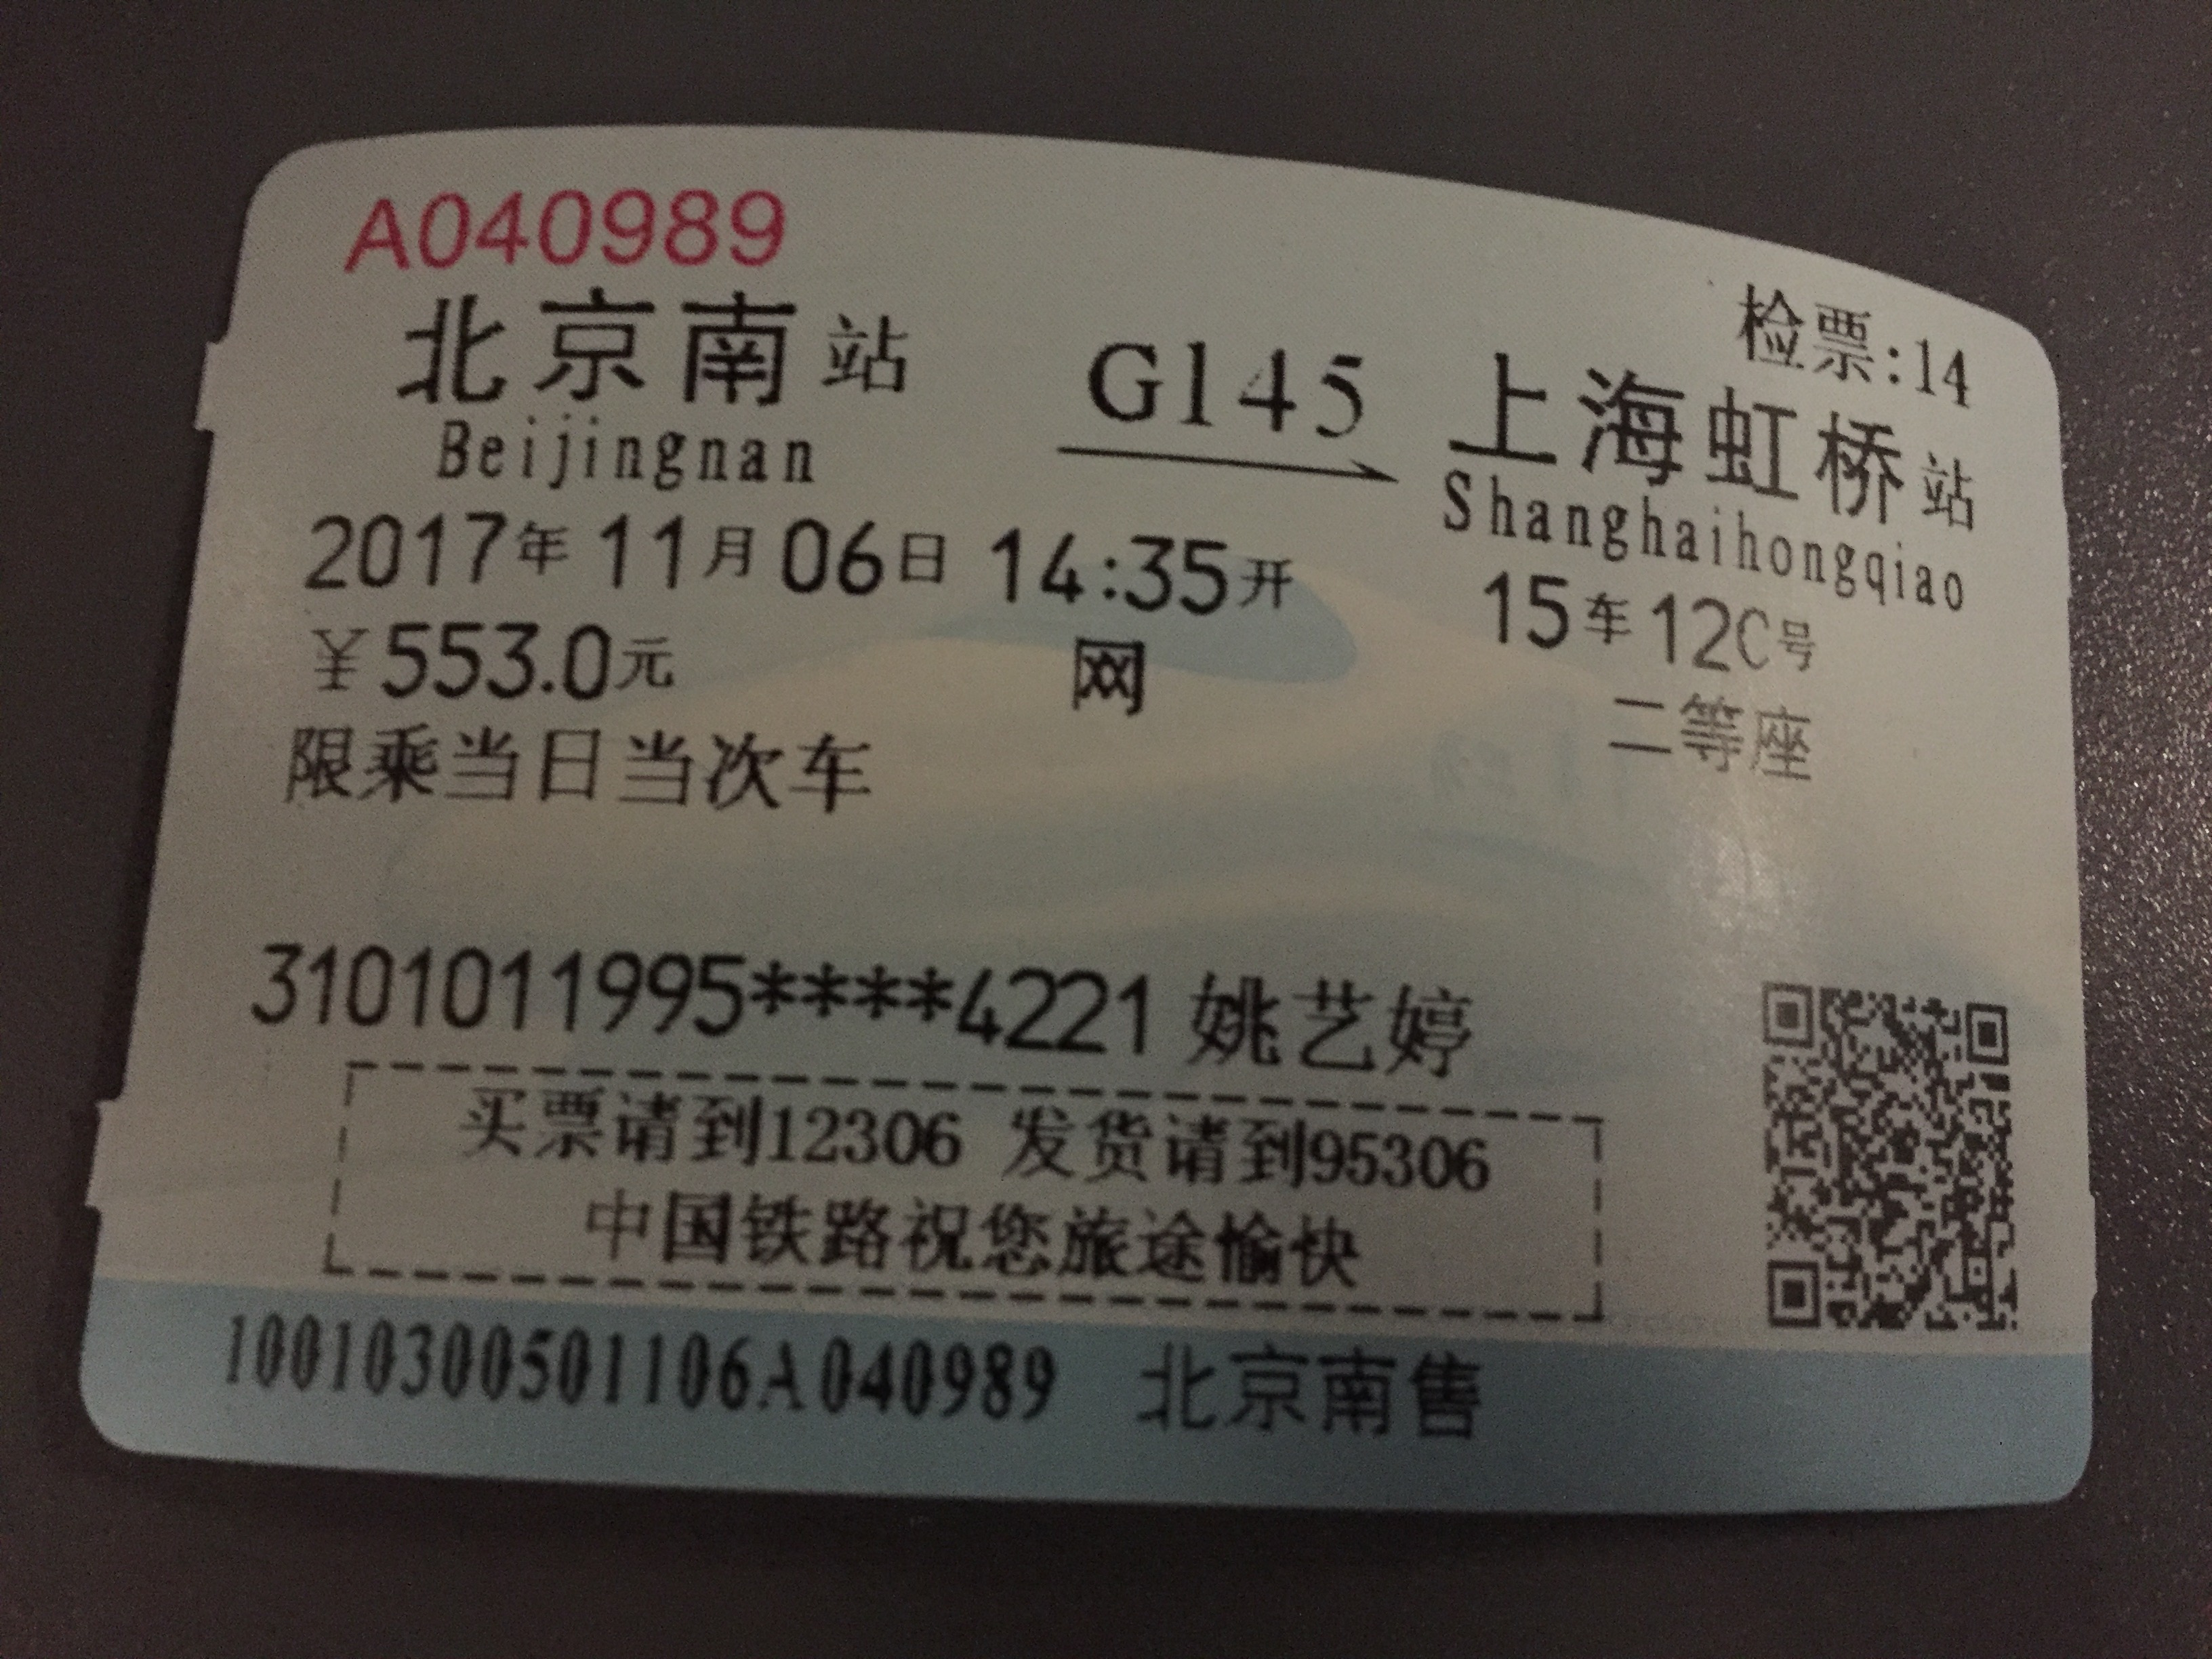 A040989
检票:14
北京南站 G145 上海虹桥站
Beijingnan Shanghaihongqiao
2017年11月06日 14:35开 15车12C号
¥553.0元 网 二等座
限乘当日当次车
3101011995****4221 姚艺婷
买票请到12306 发货请到95306
中国铁路祝您旅途愉快
10010300501106A040989 北京南售